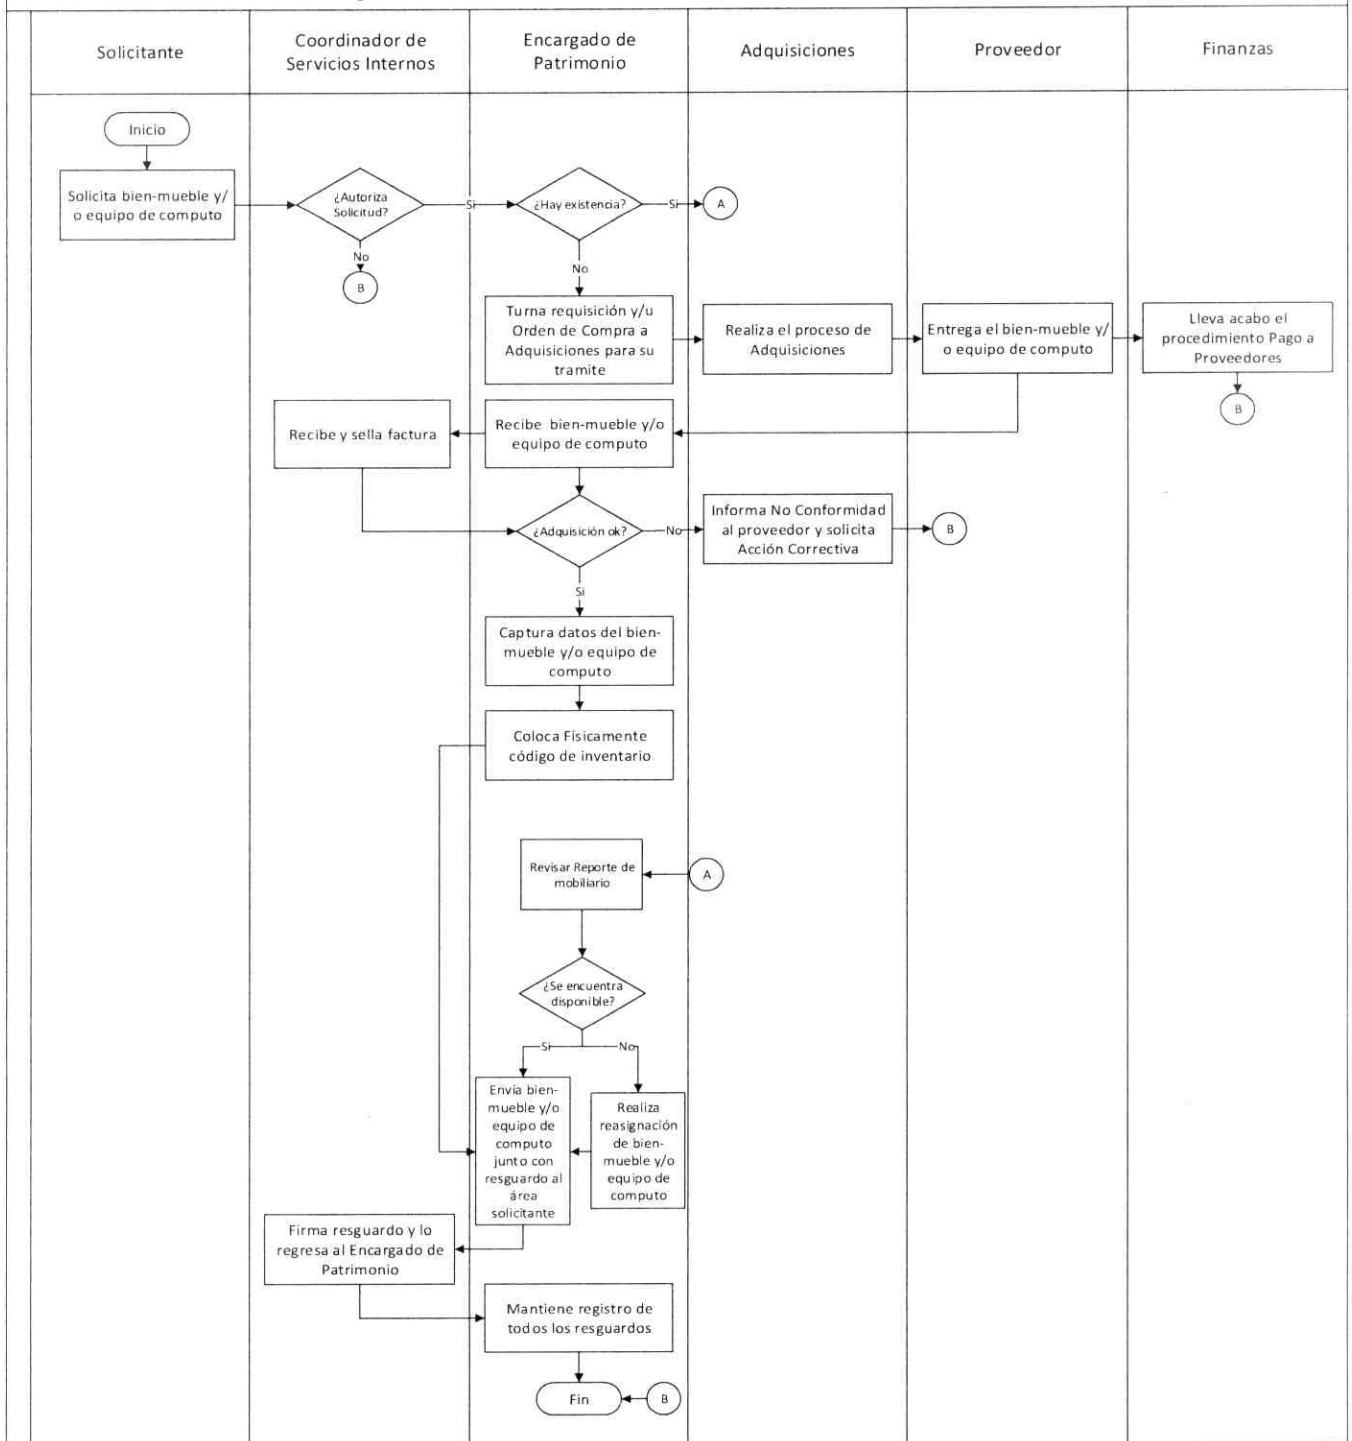 Solicitante
Coordinador de
Servicios Internos
Encargado de
Patrimonio
Adquisiciones
Proveedor
Finanzas
Inicio
Solicita bien-mueble y/
o equipo de computo
¿Autoriza
Solicitud?
Si
¿Hay existencia?
Si
A
No
B
No
Turna requisición y/u
Orden de Compra a
Adquisiciones para su
tramite
Realiza el proceso de
Adquisiciones
Entrega el bien-mueble y/
o equipo de computo
Lleva acabo el
procedimiento Pago a
Proveedores
B
Recibe y sella factura
Recibe bien-mueble y/o
equipo de computo
¿Adquisición ok?
No
Informa No Conformidad
al proveedor y solicita
Acción Correctiva
B
Si
Captura datos del bien-
mueble y/o equipo de
computo
Coloca Físicamente
código de inventario
Revisar Reporte de
mobiliario
A
¿Se encuentra
disponible?
Si
No
Envía bien-
mueble y/o
equipo de
computo
junto con
resguardo al
área
solicitante
Realiza
reasignación
de bien-
mueble y/o
equipo de
computo
Firma resguardo y lo
regresa al Encargado de
Patrimonio
Mantiene registro de
todos los resguardos
Fin
B